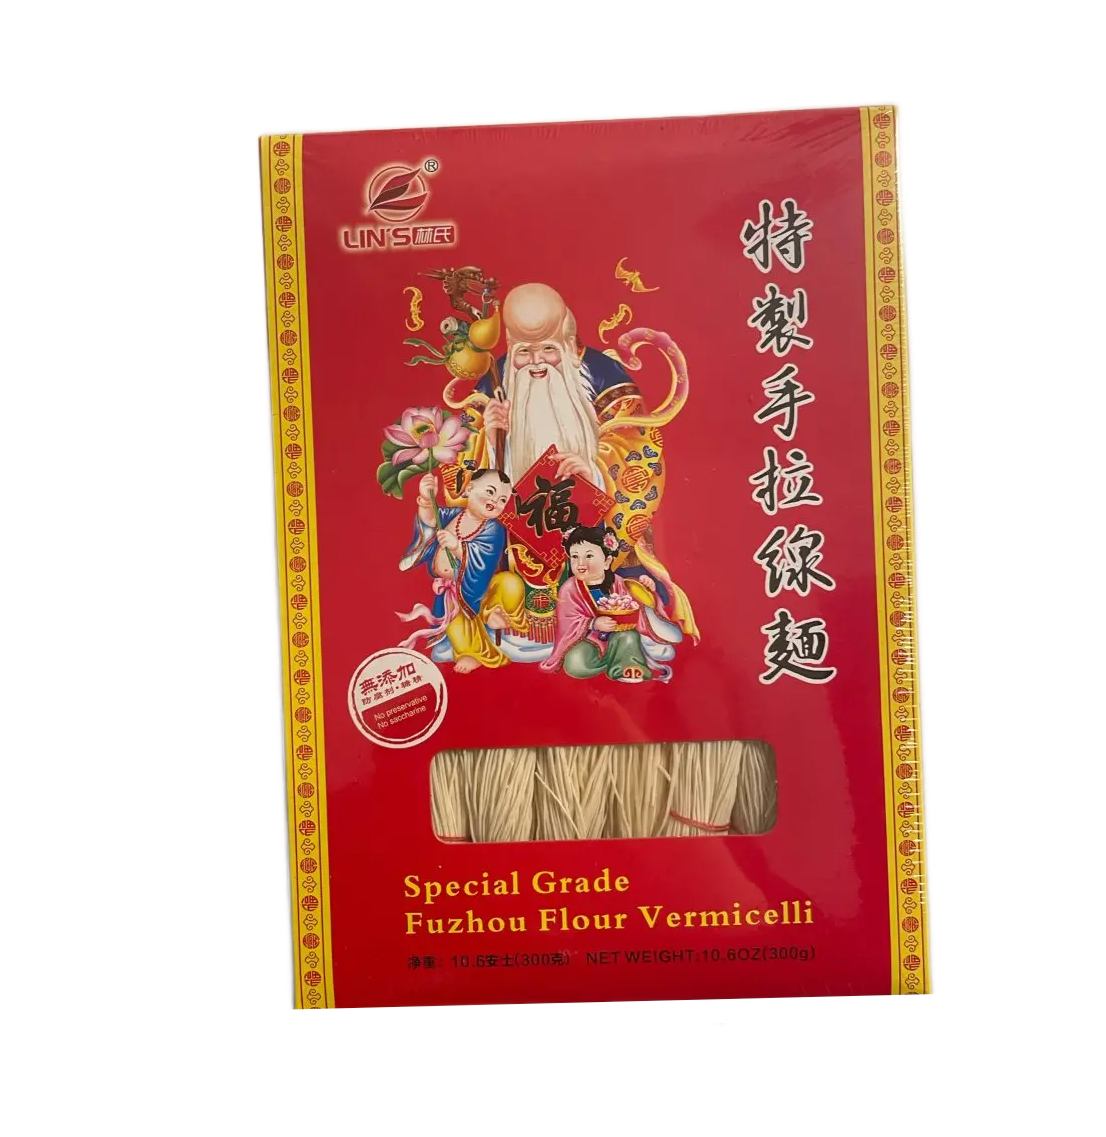 ®
LIN'S林氏
特製手拉線麵
福
無添加
防腐剂·糖精
No preservative
No saccharine
Special Grade
Fuzhou Flour Vermicelli
净重: 10.6安士(300克) NET WEIGHT:10.6OZ(300g)